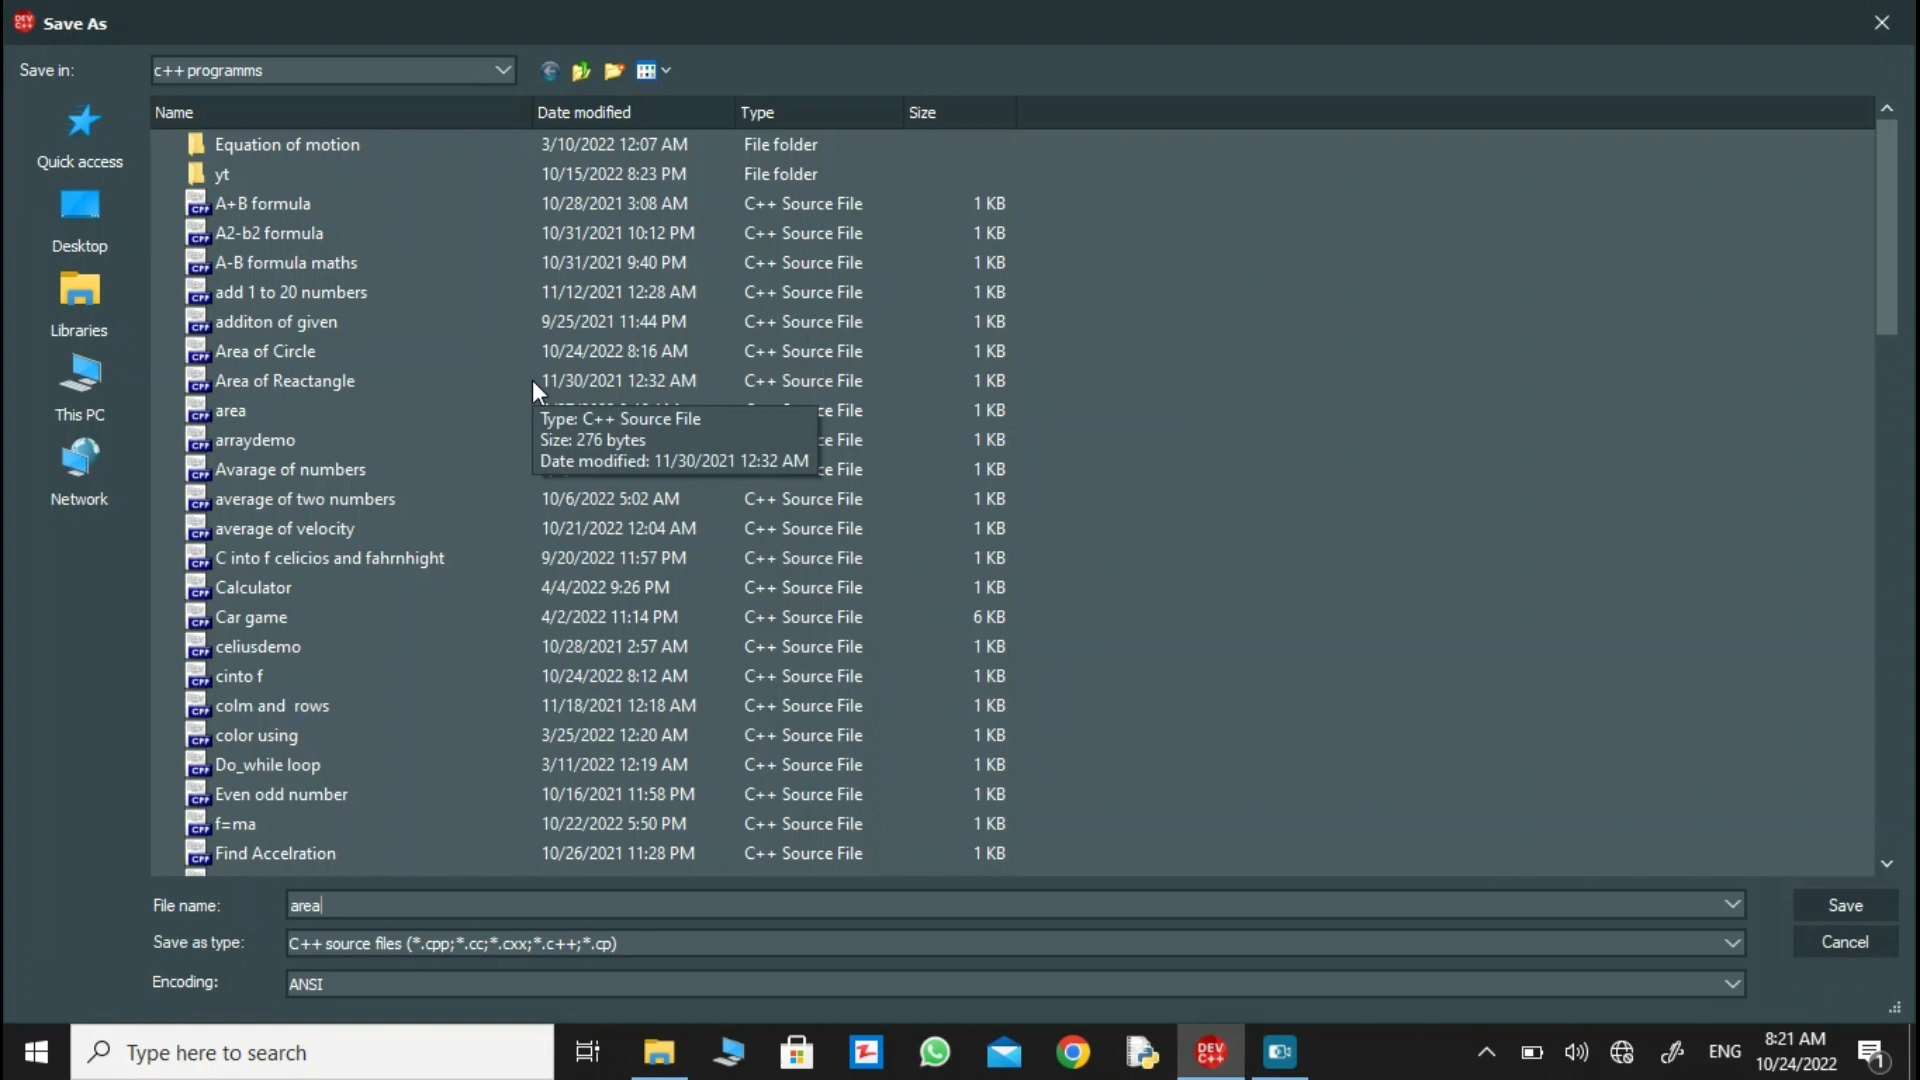 Save As
Save in: c++ programms
Name Date modified Type Size
Equation of motion 3/10/2022 12:07 AM File folder
yt 10/15/2022 8:23 PM File folder
A+B formula 10/28/2021 3:08 AM C++ Source File 1 KB
A2-b2 formula 10/31/2021 10:12 PM C++ Source File 1 KB
A-B formula maths 10/31/2021 9:40 PM C++ Source File 1 KB
add 1 to 20 numbers 11/12/2021 12:28 AM C++ Source File 1 KB
additon of given 9/25/2021 11:44 PM C++ Source File 1 KB
Area of Circle 10/24/2022 8:16 AM C++ Source File 1 KB
Area of Reactangle 11/30/2021 12:32 AM C++ Source File 1 KB
area ce File 1 KB
arraydemo ce File 1 KB
Avarage of numbers ce File 1 KB
Type: C++ Source File
Size: 276 bytes
Date modified: 11/30/2021 12:32 AM
average of two numbers 10/6/2022 5:02 AM C++ Source File 1 KB
average of velocity 10/21/2022 12:04 AM C++ Source File 1 KB
C into f celicios and fahrnhight 9/20/2022 11:57 PM C++ Source File 1 KB
Calculator 4/4/2022 9:26 PM C++ Source File 1 KB
Car game 4/2/2022 11:14 PM C++ Source File 6 KB
celiusdemo 10/28/2021 2:57 AM C++ Source File 1 KB
cinto f 10/24/2022 8:12 AM C++ Source File 1 KB
colm and  rows 11/18/2021 12:18 AM C++ Source File 1 KB
color using 3/25/2022 12:20 AM C++ Source File 1 KB
Do_while loop 3/11/2022 12:19 AM C++ Source File 1 KB
Even odd number 10/16/2021 11:58 PM C++ Source File 1 KB
f=ma 10/22/2022 5:50 PM C++ Source File 1 KB
Find Accelration 10/26/2021 11:28 PM C++ Source File 1 KB
Quick access
Desktop
Libraries
This PC
Network
File name: area
Save
Save as type: C++ source files (*.cpp;*.cc;*.cxx;*.c++;*.cp)
Cancel
Encoding: ANSI
Type here to search
DEV C++
ENG
8:21 AM
10/24/2022
1